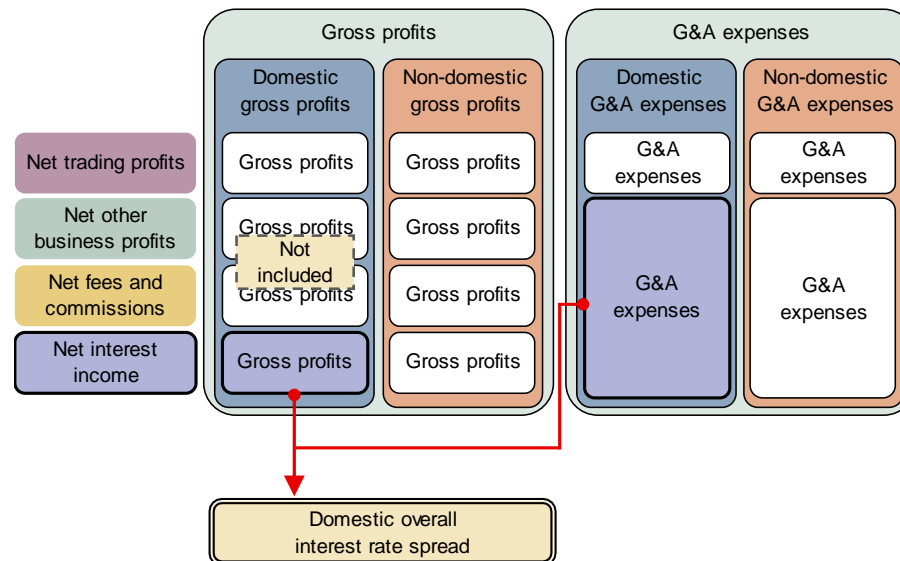 Gross profits
G&A expenses
Domestic
gross profits
Non-domestic
gross profits
Domestic
G&A expenses
Non-domestic
G&A expenses
Net trading profits
Gross profits
Gross profits
G&A
expenses
G&A
expenses
Net other
business profits
Gross profits
Gross profits
Not
included
Net fees and
commissions
Gross profits
Gross profits
G&A
expenses
G&A
expenses
Net interest
income
Gross profits
Gross profits
Domestic overall
interest rate spread